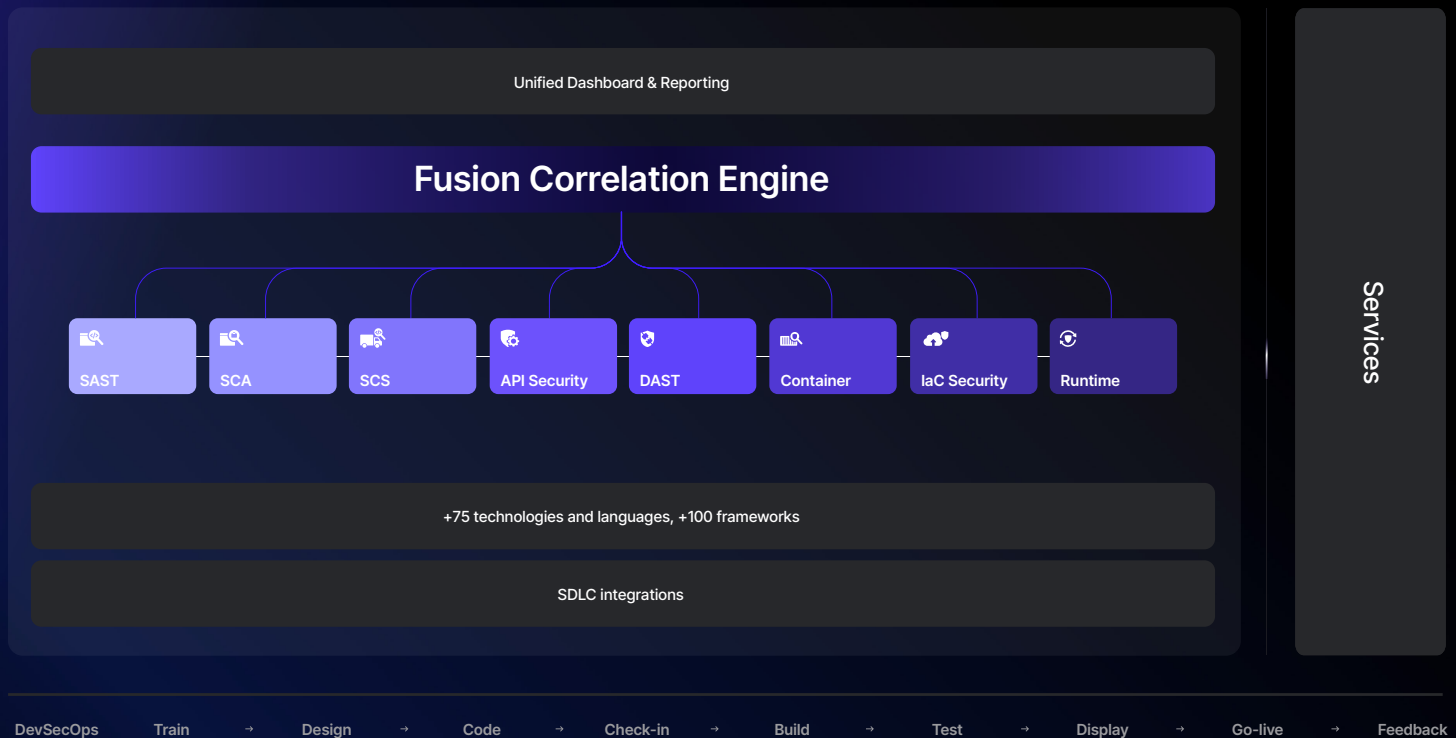 Unified Dashboard & Reporting
Fusion Correlation Engine
SAST
SCA
SCS
API Security
DAST
Container
IaC Security
Runtime
+75 technologies and languages, +100 frameworks
SDLC integrations
Services
DevSecOps Train → Design → Code → Check-in → Build → Test → Display → Go-live → Feedback